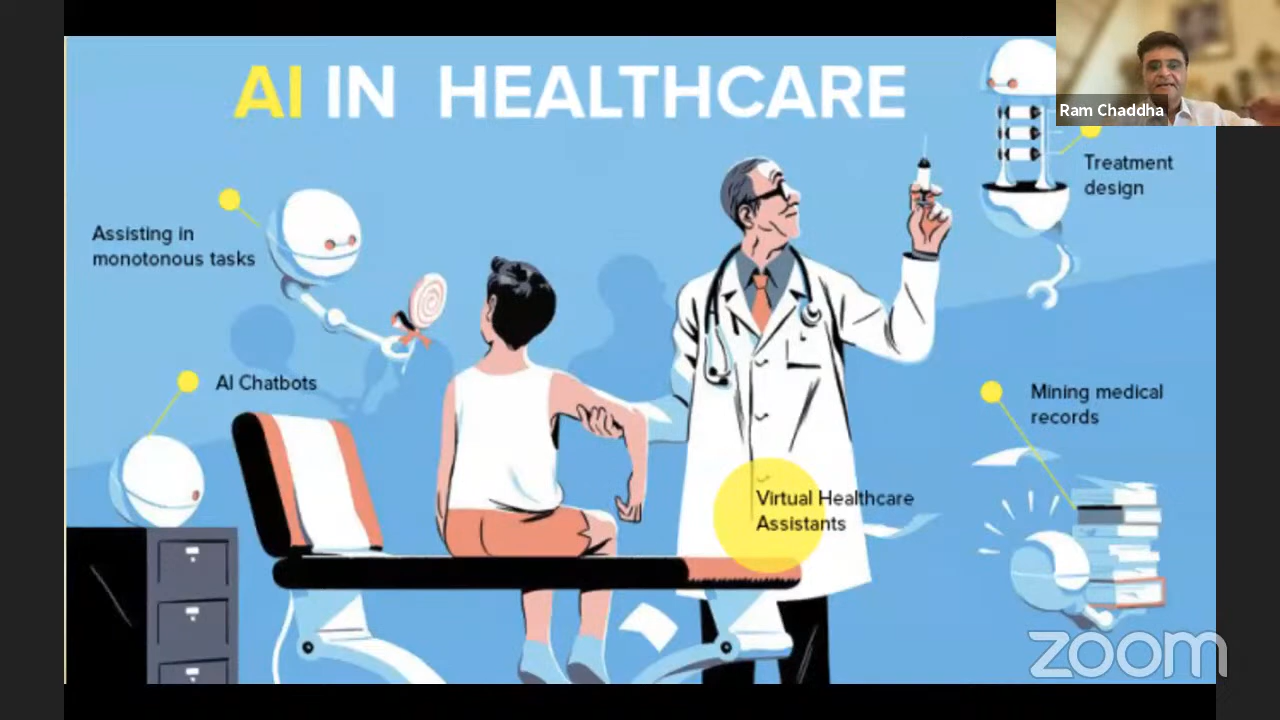 AI IN HEALTHCARE
Ram Chaddha
Treatment
design
Assisting in
monotonous tasks
AI Chatbots
Mining medical
records
Virtual Healthcare
Assistants
zoom